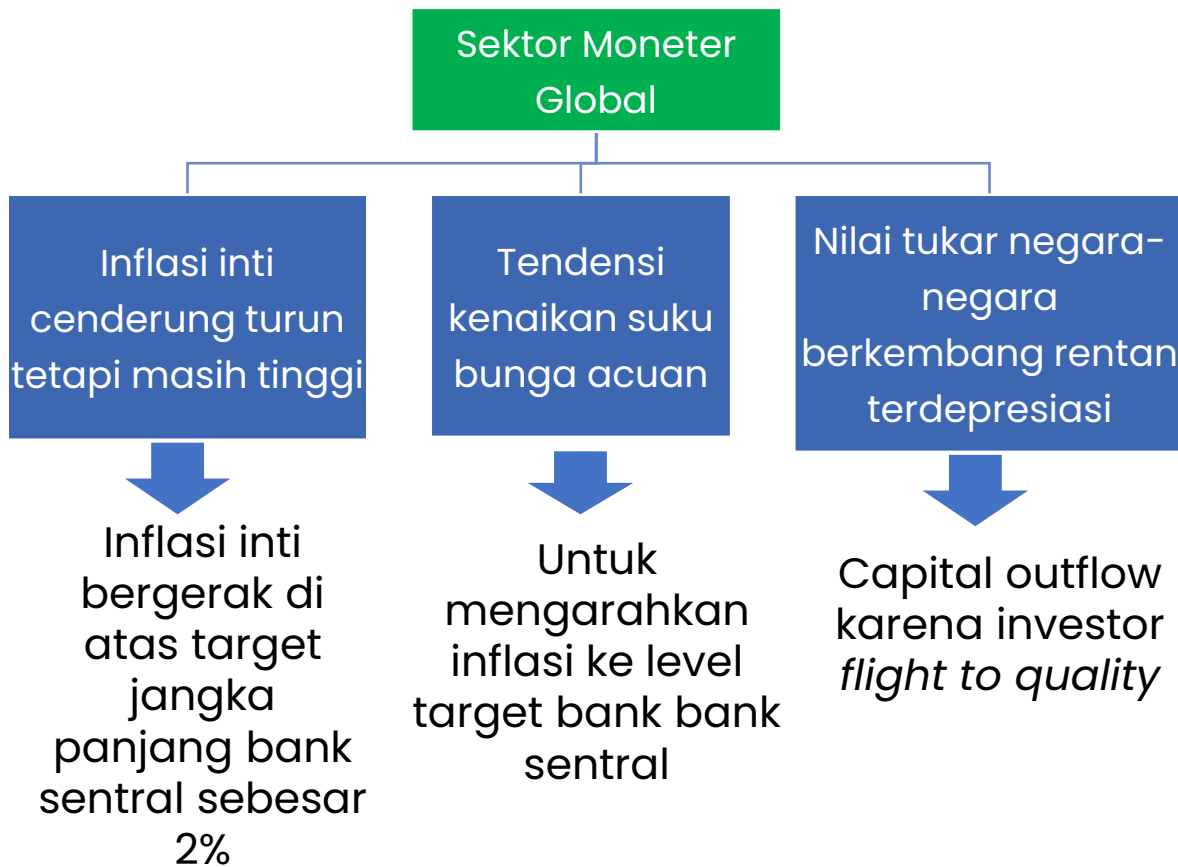 Sektor Moneter
Global
Inflasi inti
cenderung turun
tetapi masih tinggi
Tendensi
kenaikan suku
bunga acuan
Nilai tukar negara-
negara
berkembang rentan
terdepresiasi
Inflasi inti
bergerak di
atas target
jangka
panjang bank
sentral sebesar
2%
Untuk
mengarahkan
inflasi ke level
target bank bank
sentral
Capital outflow
karena investor
flight to quality